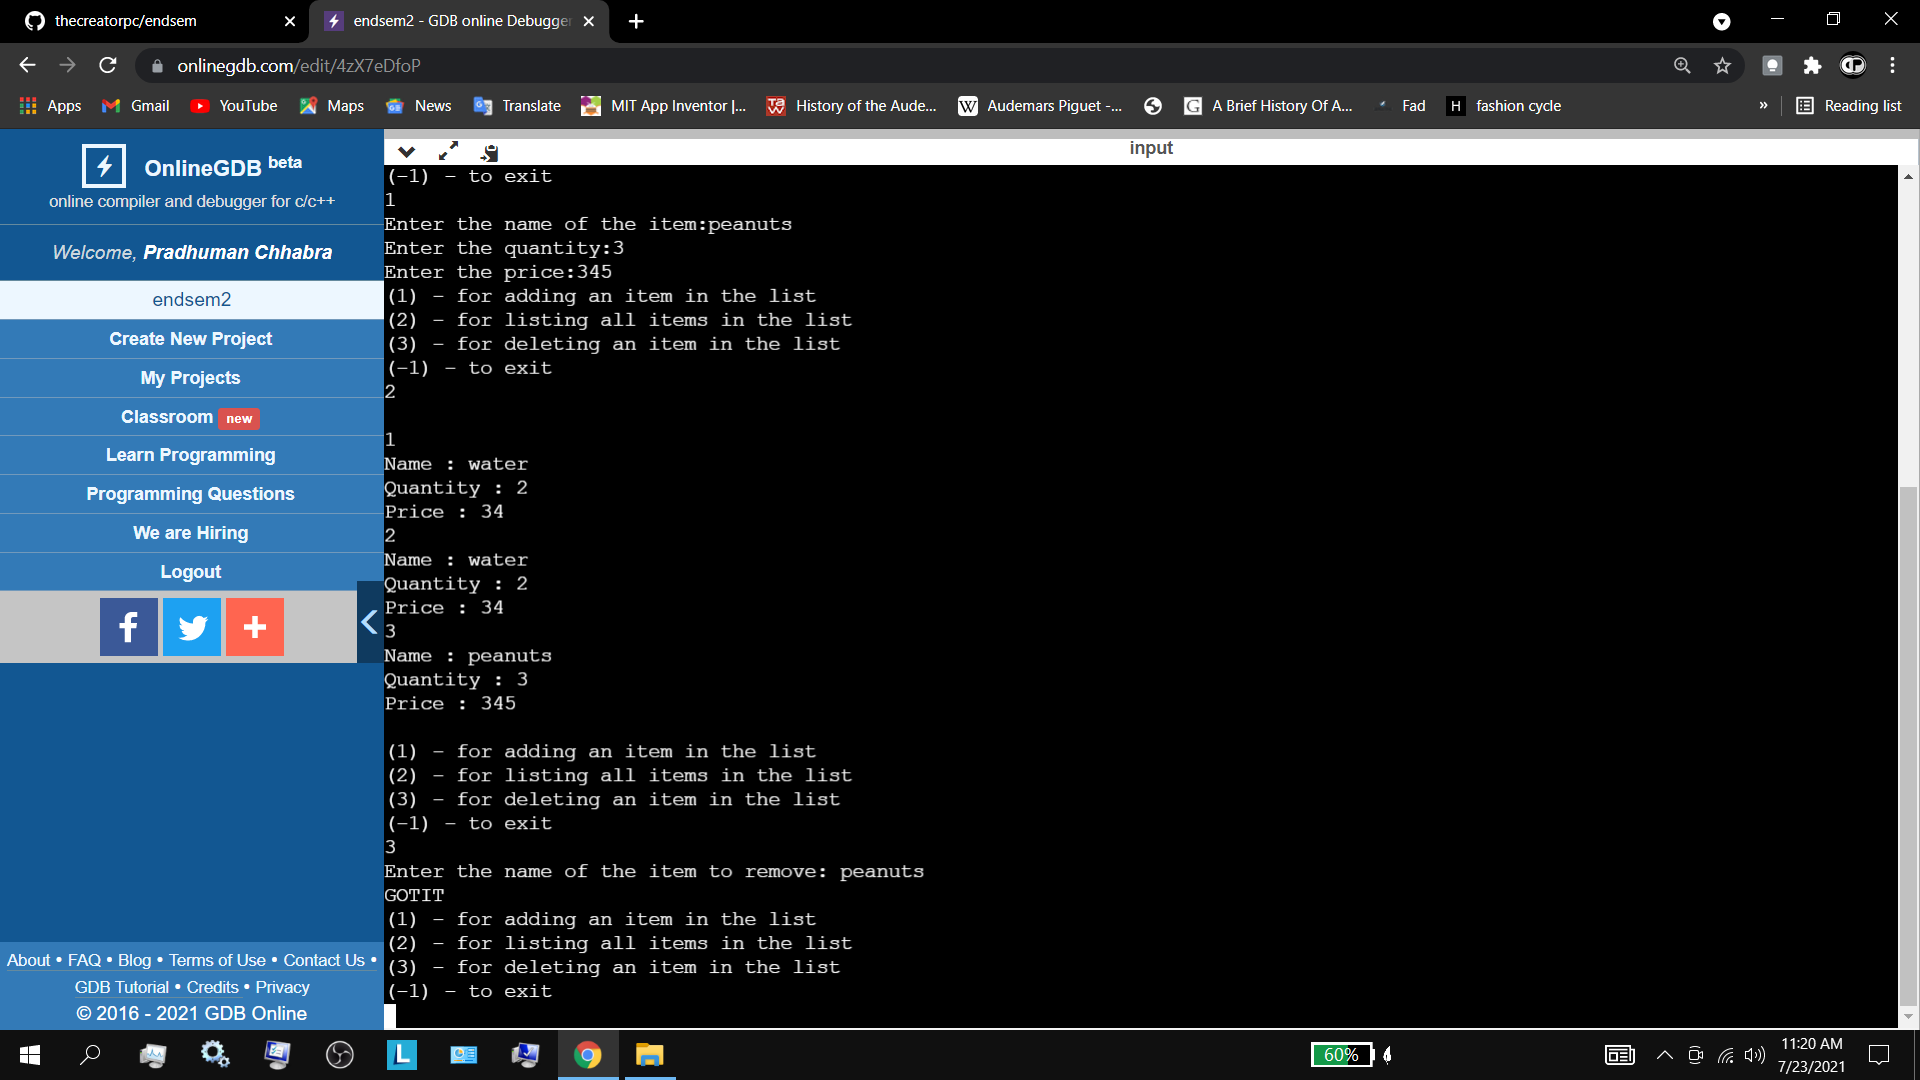 thecreatorpc/endsem
endsem2 - GDB online Debugge
onlinegdb.com/edit/4zX7eDfoP
Apps Gmail YouTube Maps News Translate MIT App Inventor |... History of the Aude... Audemars Piguet -... A Brief History Of A... Fad fashion cycle » Reading list
OnlineGDB beta
online compiler and debugger for c/c++
Welcome, Pradhuman Chhabra
endsem2
Create New Project
My Projects
Classroom new
Learn Programming
Programming Questions
We are Hiring
Logout
About • FAQ • Blog • Terms of Use • Contact Us •
GDB Tutorial • Credits • Privacy
© 2016 - 2021 GDB Online
input
(-1) - to exit
1
Enter the name of the item:peanuts
Enter the quantity:3
Enter the price:345
(1) - for adding an item in the list
(2) - for listing all items in the list
(3) - for deleting an item in the list
(-1) - to exit
2
1
Name : water
Quantity : 2
Price : 34
2
Name : water
Quantity : 2
Price : 34
3
Name : peanuts
Quantity : 3
Price : 345
(1) - for adding an item in the list
(2) - for listing all items in the list
(3) - for deleting an item in the list
(-1) - to exit
3
Enter the name of the item to remove: peanuts
GOTIT
(1) - for adding an item in the list
(2) - for listing all items in the list
(3) - for deleting an item in the list
(-1) - to exit
60%
11:20 AM
7/23/2021